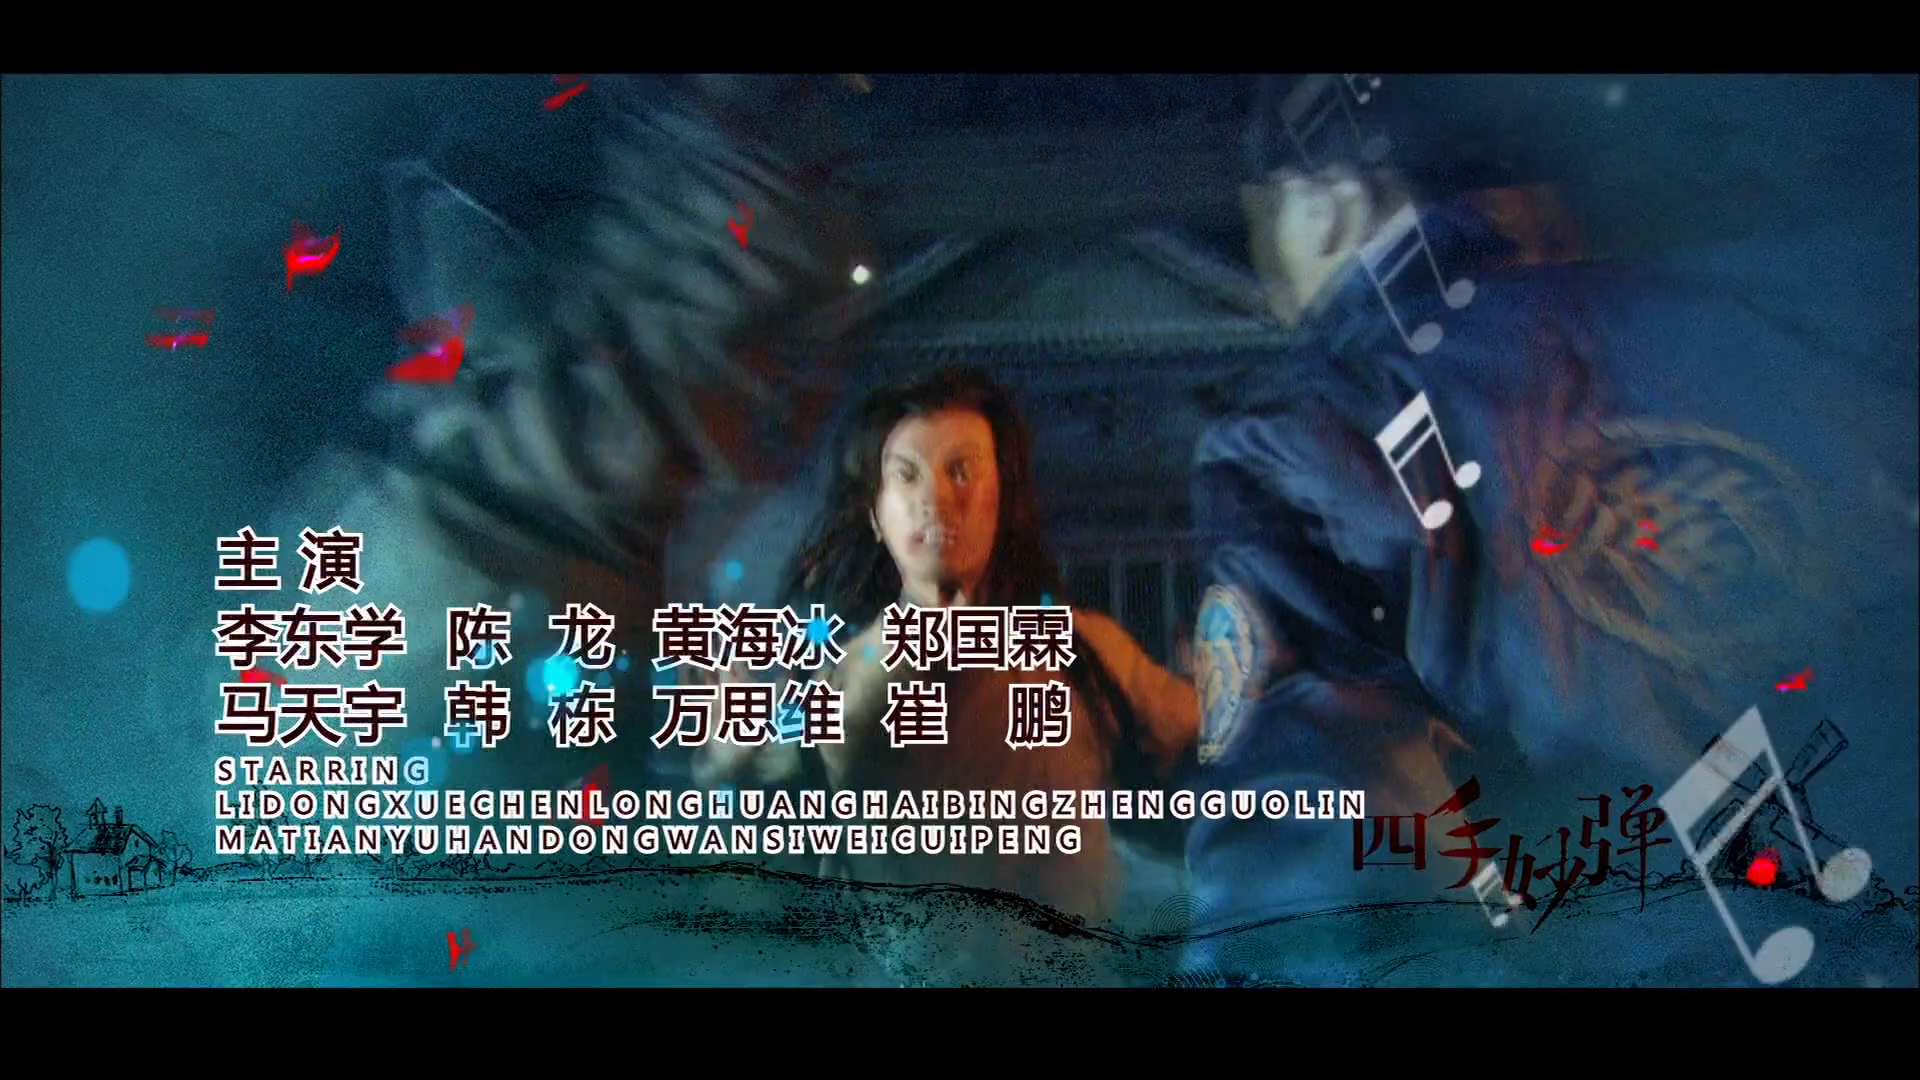 主 演
李东学 陈 龙 黄海冰 郑国霖
马天宇 韩 栋 万思维 崔 鹏
STARRING
LIDONGXUECHENLONGHUANGHAIBINGZHENGGUOLIN
MATIANYUHANDONGWANSIWEICUIPENG
四手妙弹